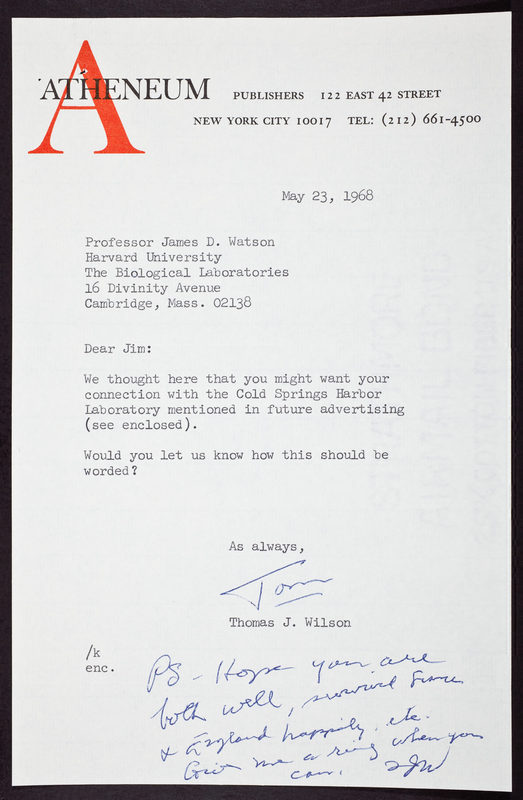 A
ATHENEUM PUBLISHERS 122 EAST 42 STREET
NEW YORK CITY 10017 TEL: (212) 661-4500
May 23, 1968
Professor James D. Watson
Harvard University
The Biological Laboratories
16 Divinity Avenue
Cambridge, Mass. 02138
Dear Jim:
We thought here that you might want your
connection with the Cold Springs Harbor
Laboratory mentioned in future advertising
(see enclosed).
Would you let us know how this should be
worded?
As always,
Tom
Thomas J. Wilson
/k
enc.
PS - Hope you are
both well, survived
& England happily, etc.
Give me a ring when you
can. TJW